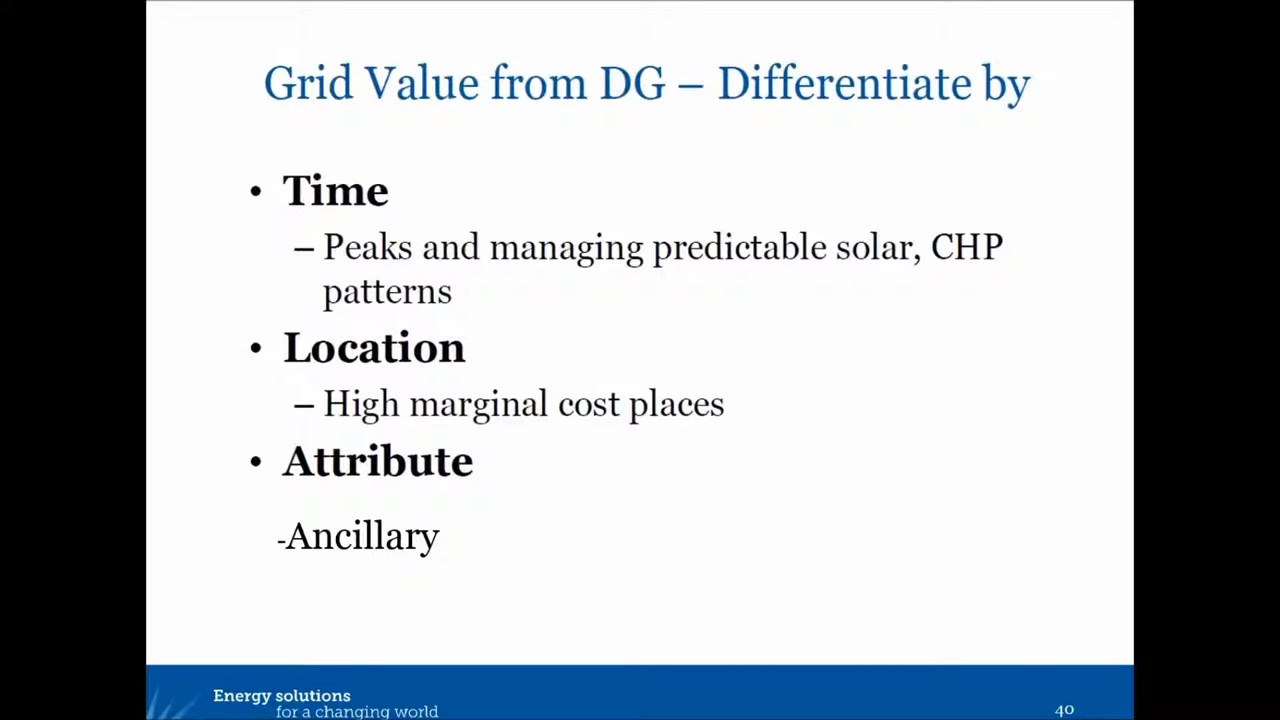 Grid Value from DG – Differentiate by
• Time
– Peaks and managing predictable solar, CHP
patterns
• Location
– High marginal cost places
• Attribute
-Ancillary
Energy solutions
for a changing world
40